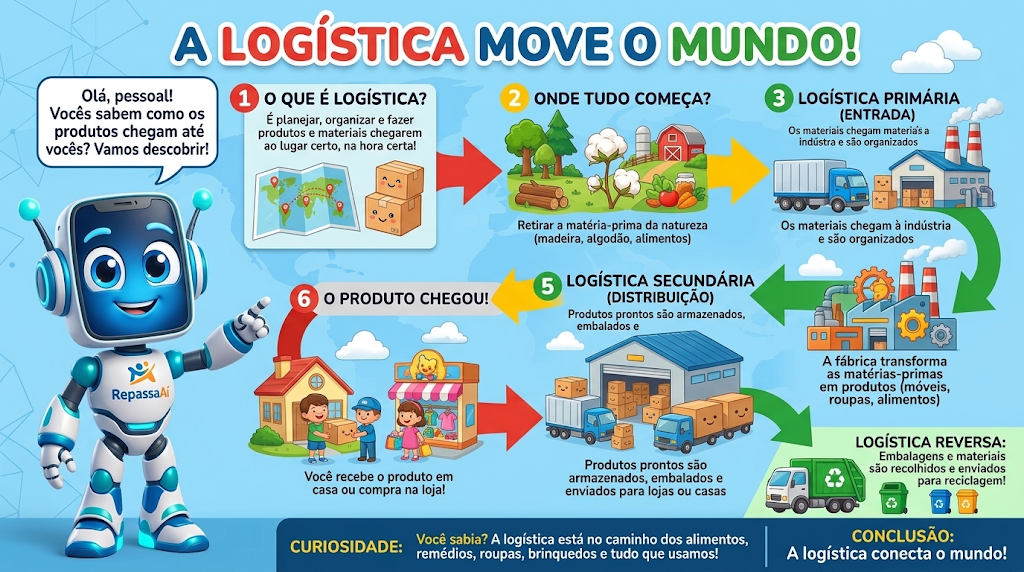 A LOGÍSTICA MOVE O MUNDO!
Olá, pessoal!
Vocês sabem como os
produtos chegam até
vocês? Vamos descobrir!
RepassaAí
1 O QUE É LOGÍSTICA?
É planejar, organizar e fazer
produtos e materiais chegarem
ao lugar certo, na hora certa!
2 ONDE TUDO COMEÇA?
Retirar a matéria-prima da natureza
(madeira, algodão, alimentos)
3 LOGÍSTICA PRIMÁRIA
(ENTRADA)
Os materiais chegam materias a
indústra e são organizados
Os materiais chegam à indústria
e são organizados
A fábrica transforma
as matérias-primas
em produtos (móveis,
roupas, alimentos)
5 LOGÍSTICA SECUNDÁRIA
(DISTRIBUIÇÃO)
Produtos prontos são armazenados,
embalados e
Produtos prontos são
armazenados, embalados e
enviados para lojas ou casas
6 O PRODUTO CHEGOU!
Você recebe o produto em
casa ou compra na loja!
LOGÍSTICA REVERSA:
Embalagens e materiais
são recolhidos e enviados
para reciclagem!
CURIOSIDADE: Você sabia? A logística está no caminho dos alimentos,
remédios, roupas, brinquedos e tudo que usamos!
CONCLUSÃO:
A logística conecta o mundo!